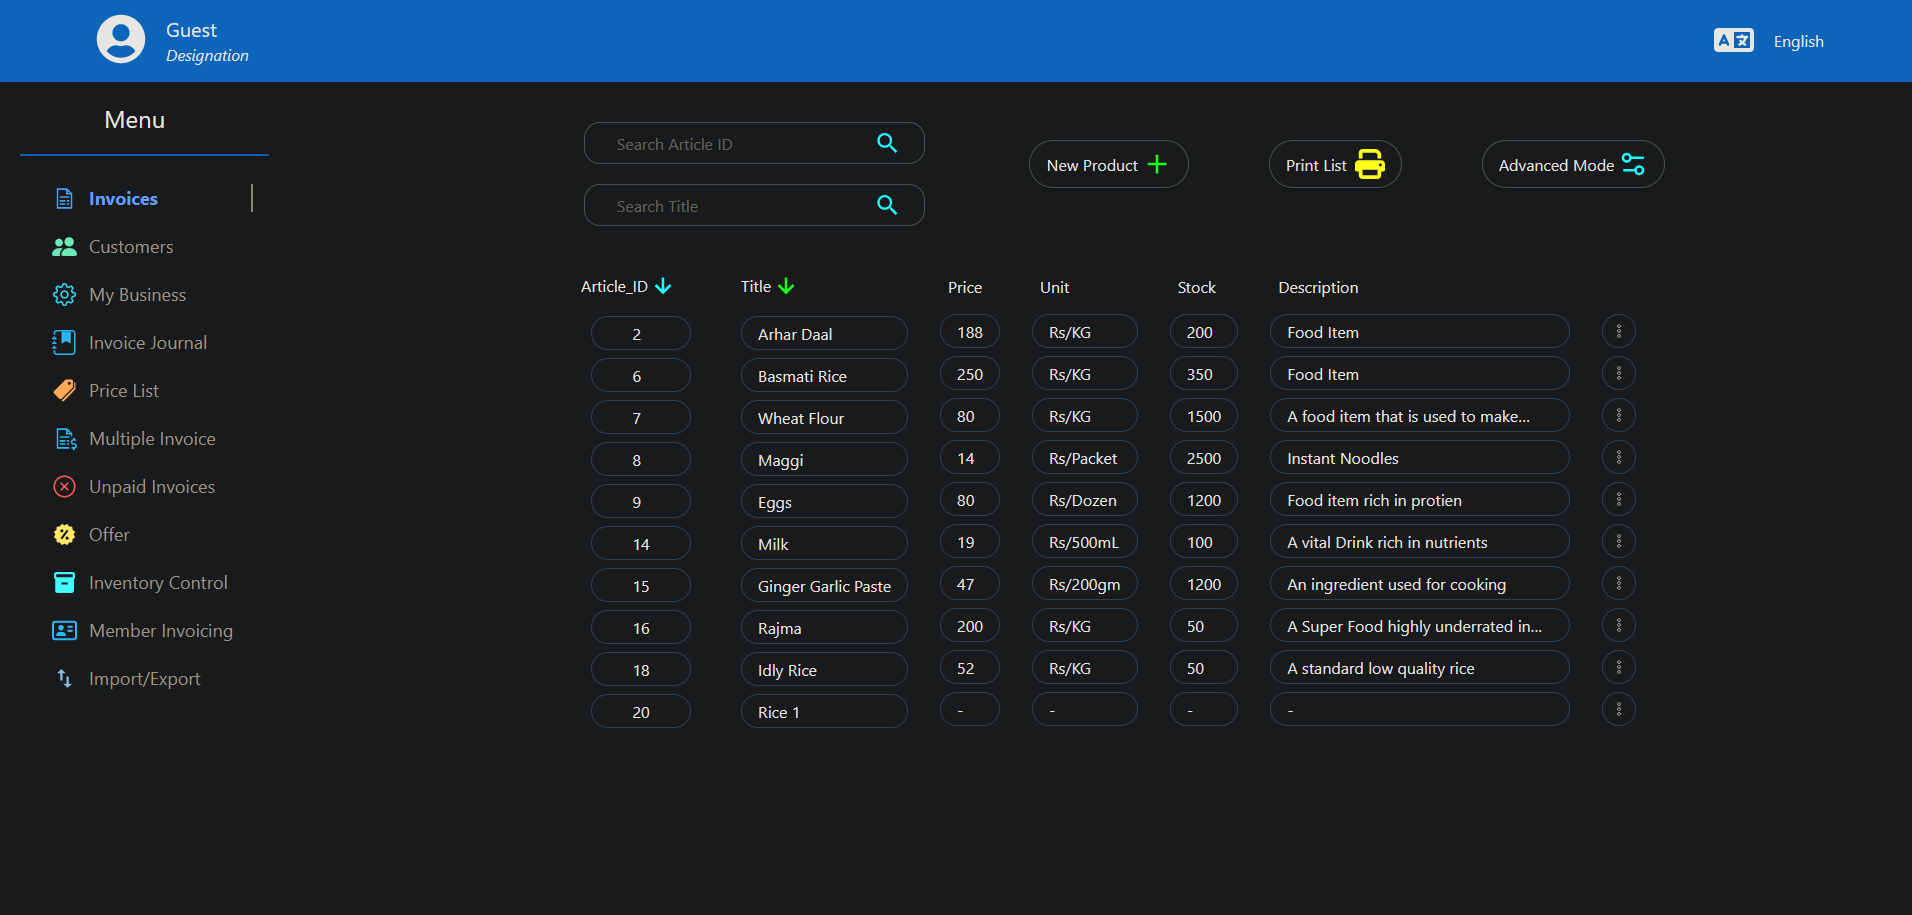 Guest
Designation
English
Menu
Invoices
Customers
My Business
Invoice Journal
Price List
Multiple Invoice
Unpaid Invoices
Offer
Inventory Control
Member Invoicing
Import/Export
Search Article ID
Search Title
New Product
Print List
Advanced Mode
Article_ID Title Price Unit Stock Description
2 Arhar Daal 188 Rs/KG 200 Food Item
6 Basmati Rice 250 Rs/KG 350 Food Item
7 Wheat Flour 80 Rs/KG 1500 A food item that is used to make...
8 Maggi 14 Rs/Packet 2500 Instant Noodles
9 Eggs 80 Rs/Dozen 1200 Food item rich in protien
14 Milk 19 Rs/500mL 100 A vital Drink rich in nutrients
15 Ginger Garlic Paste 47 Rs/200gm 1200 An ingredient used for cooking
16 Rajma 200 Rs/KG 50 A Super Food highly underrated in...
18 Idly Rice 52 Rs/KG 50 A standard low quality rice
20 Rice 1 - - - -